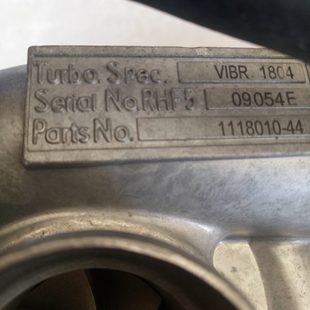 Turbo. Spec. VIBR. 1804
Serial No.RHF5 09054E
Parts No. 1118010-44